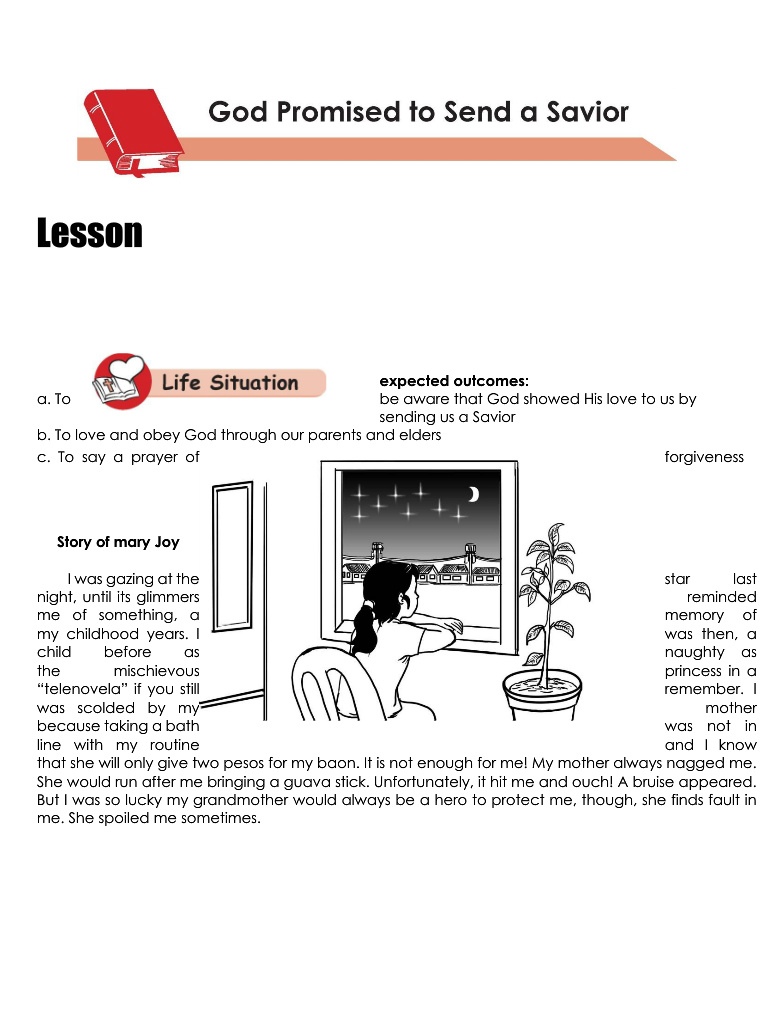 God Promised to Send a Savior
Lesson
Life Situation
expected outcomes:
a. To be aware that God showed His love to us by
sending us a Savior
b. To love and obey God through our parents and elders
c. To say a prayer of forgiveness
Story of mary Joy
I was gazing at the star last
night, until its glimmers reminded
me of something, a memory of
my childhood years. I was then, a
child before as naughty as
the mischievous princess in a
“telenovela” if you still remember. I
was scolded by my mother
because taking a bath was not in
line with my routine and I know
that she will only give two pesos for my baon. It is not enough for me! My mother always nagged me.
She would run after me bringing a guava stick. Unfortunately, it hit me and ouch! A bruise appeared.
But I was so lucky my grandmother would always be a hero to protect me, though, she finds fault in
me. She spoiled me sometimes.